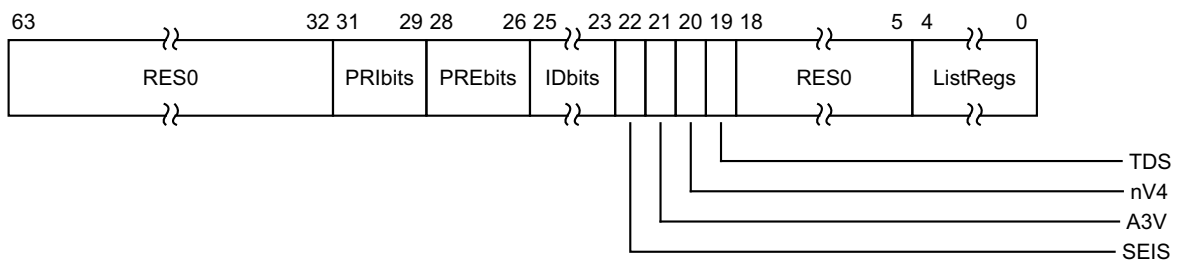 63 32 31 29 28 26 25 23 22 21 20 19 18 5 4 0
RES0 PRIbits PREbits IDbits RES0 ListRegs
TDS
nV4
A3V
SEIS